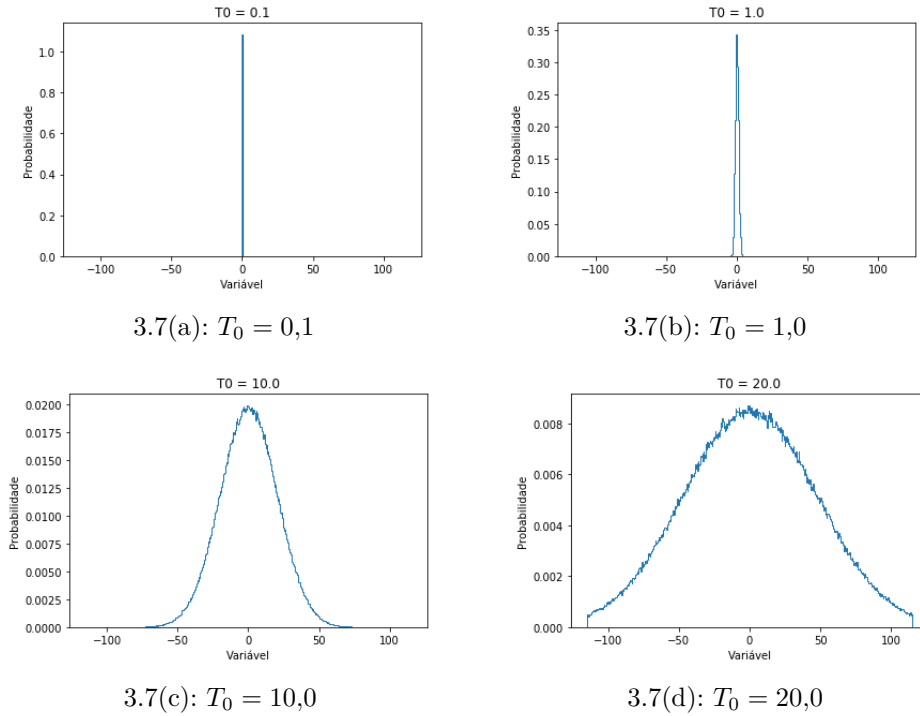 T0 = 0.1
Probabilidade
1.0
0.8
0.6
0.4
0.2
0.0
−100 −50 0 50 100
Variável
3.7(a): T₀ = 0,1
T0 = 1.0
Probabilidade
0.35
0.30
0.25
0.20
0.15
0.10
0.05
0.00
−100 −50 0 50 100
Variável
3.7(b): T₀ = 1,0
T0 = 10.0
Probabilidade
0.0200
0.0175
0.0150
0.0125
0.0100
0.0075
0.0050
0.0025
0.0000
−100 −50 0 50 100
Variável
3.7(c): T₀ = 10,0
T0 = 20.0
Probabilidade
0.008
0.006
0.004
0.002
0.000
−100 −50 0 50 100
Variável
3.7(d): T₀ = 20,0